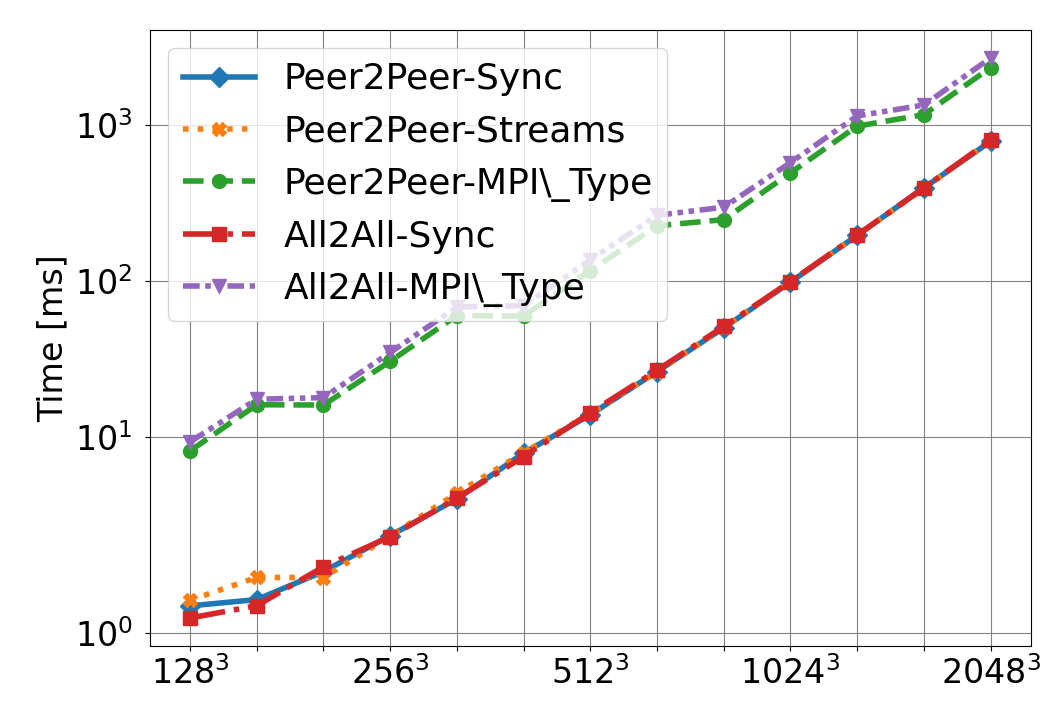 Peer2Peer-Sync
Peer2Peer-Streams
Peer2Peer-MPI\_Type
All2All-Sync
All2All-MPI\_Type
Time [ms]
10³
10²
10¹
10⁰
128³ 256³ 512³ 1024³ 2048³